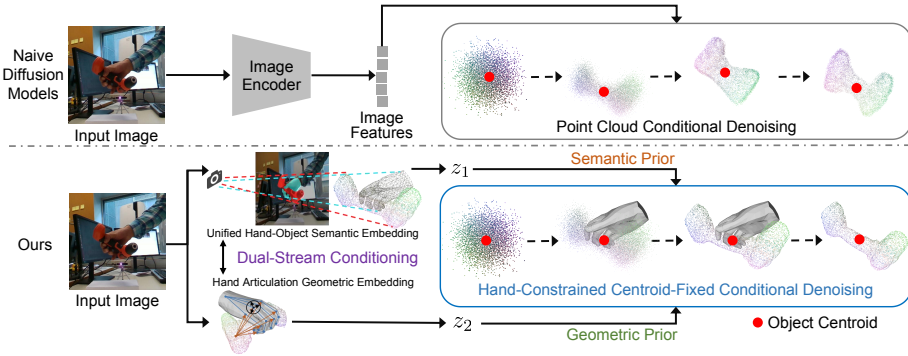 Naive
Diffusion
Models
Input Image
Image
Encoder
Image
Features
Point Cloud Conditional Denoising
Ours
Input Image
Unified Hand-Object Semantic Embedding
Dual-Stream Conditioning
Hand Articulation Geometric Embedding
z1
Semantic Prior
Hand-Constrained Centroid-Fixed Conditional Denoising
z2
Geometric Prior
Object Centroid